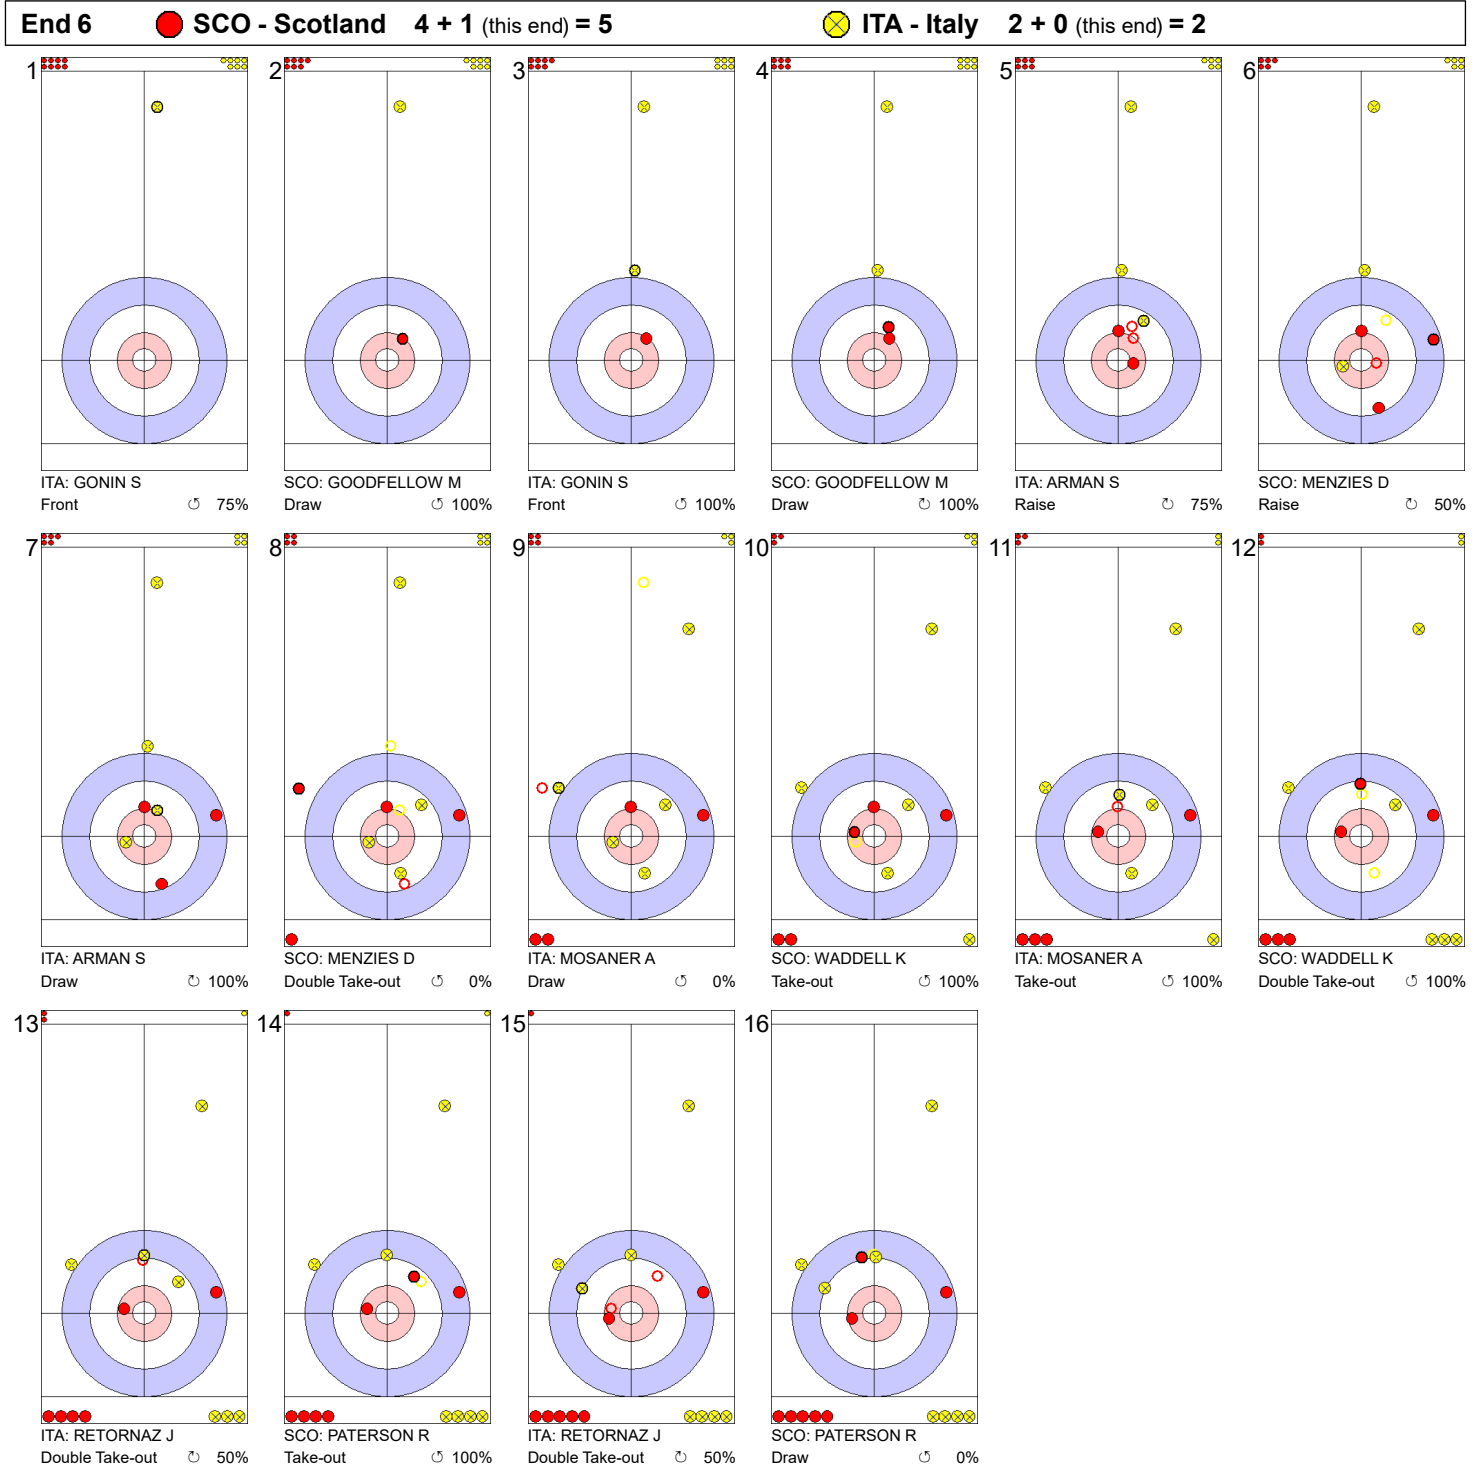 End 6 SCO - Scotland 4 + 1 (this end) = 5 ITA - Italy 2 + 0 (this end) = 2
1 2 3 4 5 6
ITA: GONIN S SCO: GOODFELLOW M ITA: GONIN S SCO: GOODFELLOW M ITA: ARMAN S SCO: MENZIES D
Front ↺ 75% Draw ↺ 100% Front ↺ 100% Draw ↺ 100% Raise ↻ 75% Raise ↻ 50%
7 8 9 10 11 12
ITA: ARMAN S SCO: MENZIES D ITA: MOSANER A SCO: WADDELL K ITA: MOSANER A SCO: WADDELL K
Draw ↻ 100% Double Take-out ↺ 0% Draw ↺ 0% Take-out ↻ 100% Take-out ↻ 100% Double Take-out ↻ 100%
13 14 15 16
ITA: RETORNAZ J SCO: PATERSON R ITA: RETORNAZ J SCO: PATERSON R
Double Take-out ↻ 50% Take-out ↻ 100% Double Take-out ↻ 50% Draw ↻ 0%